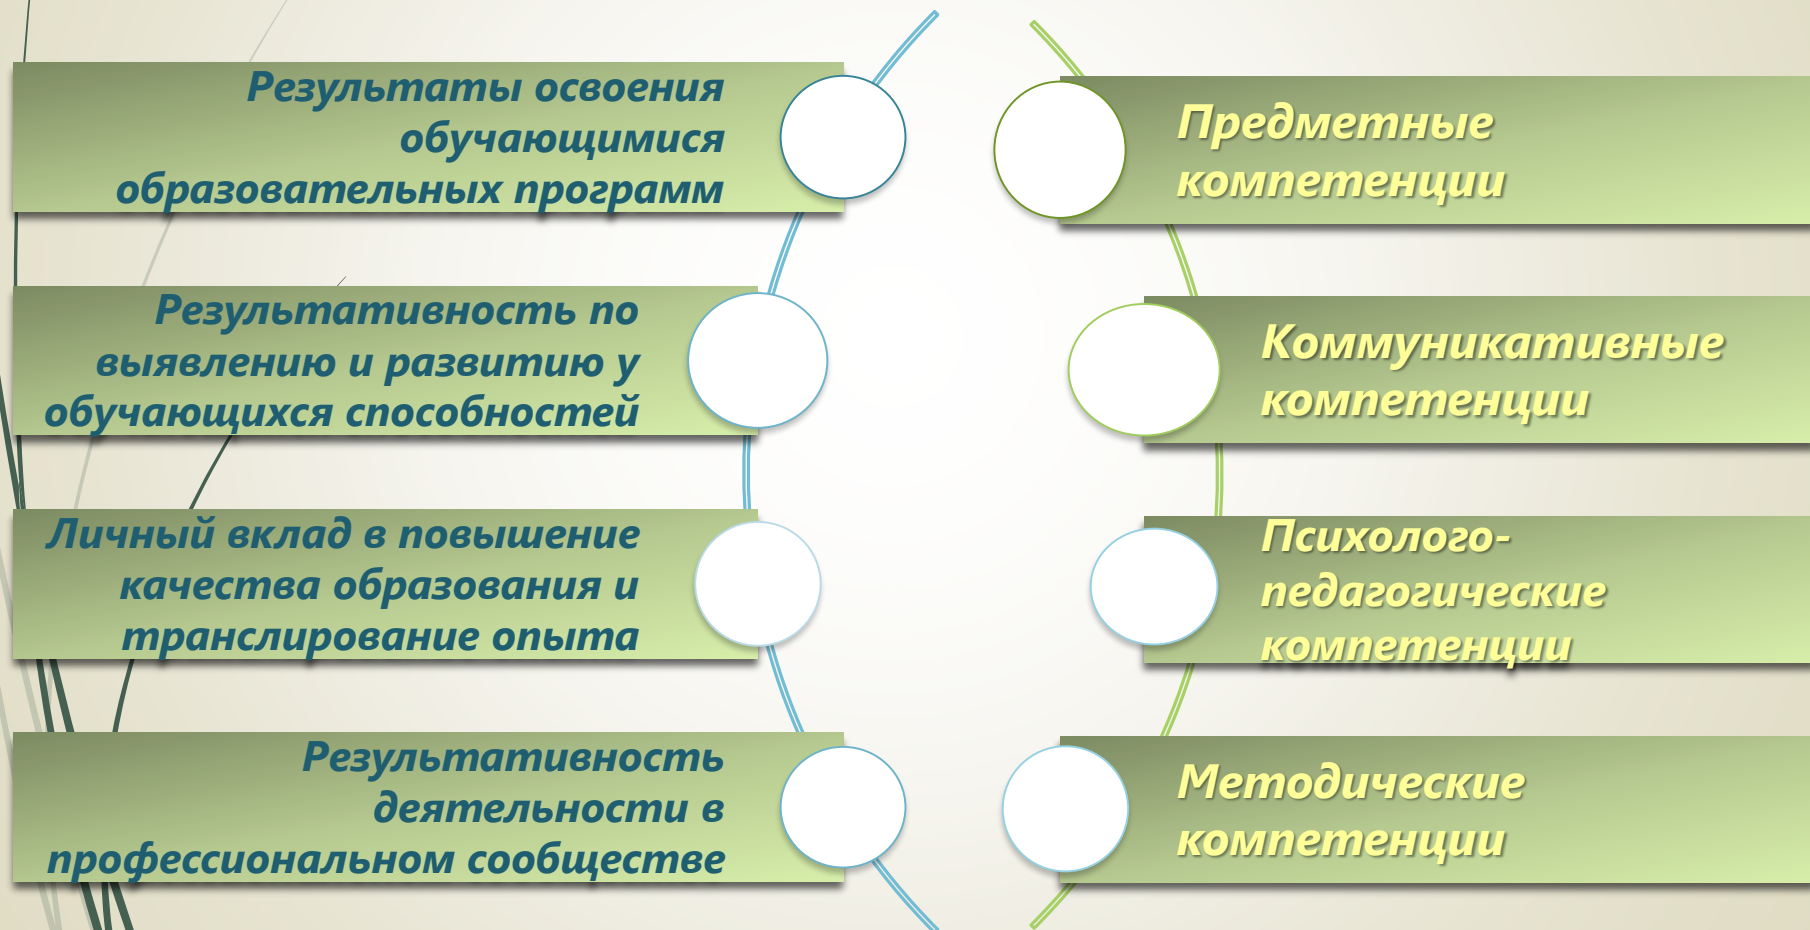 Результаты освоения
обучающимися
образовательных программ
Результативность по
выявлению и развитию у
обучающихся способностей
Личный вклад в повышение
качества образования и
транслирование опыта
Результативность
деятельности в
профессиональном сообществе
Предметные
компетенции
Коммуникативные
компетенции
Психолого-
педагогические
компетенции
Методические
компетенции